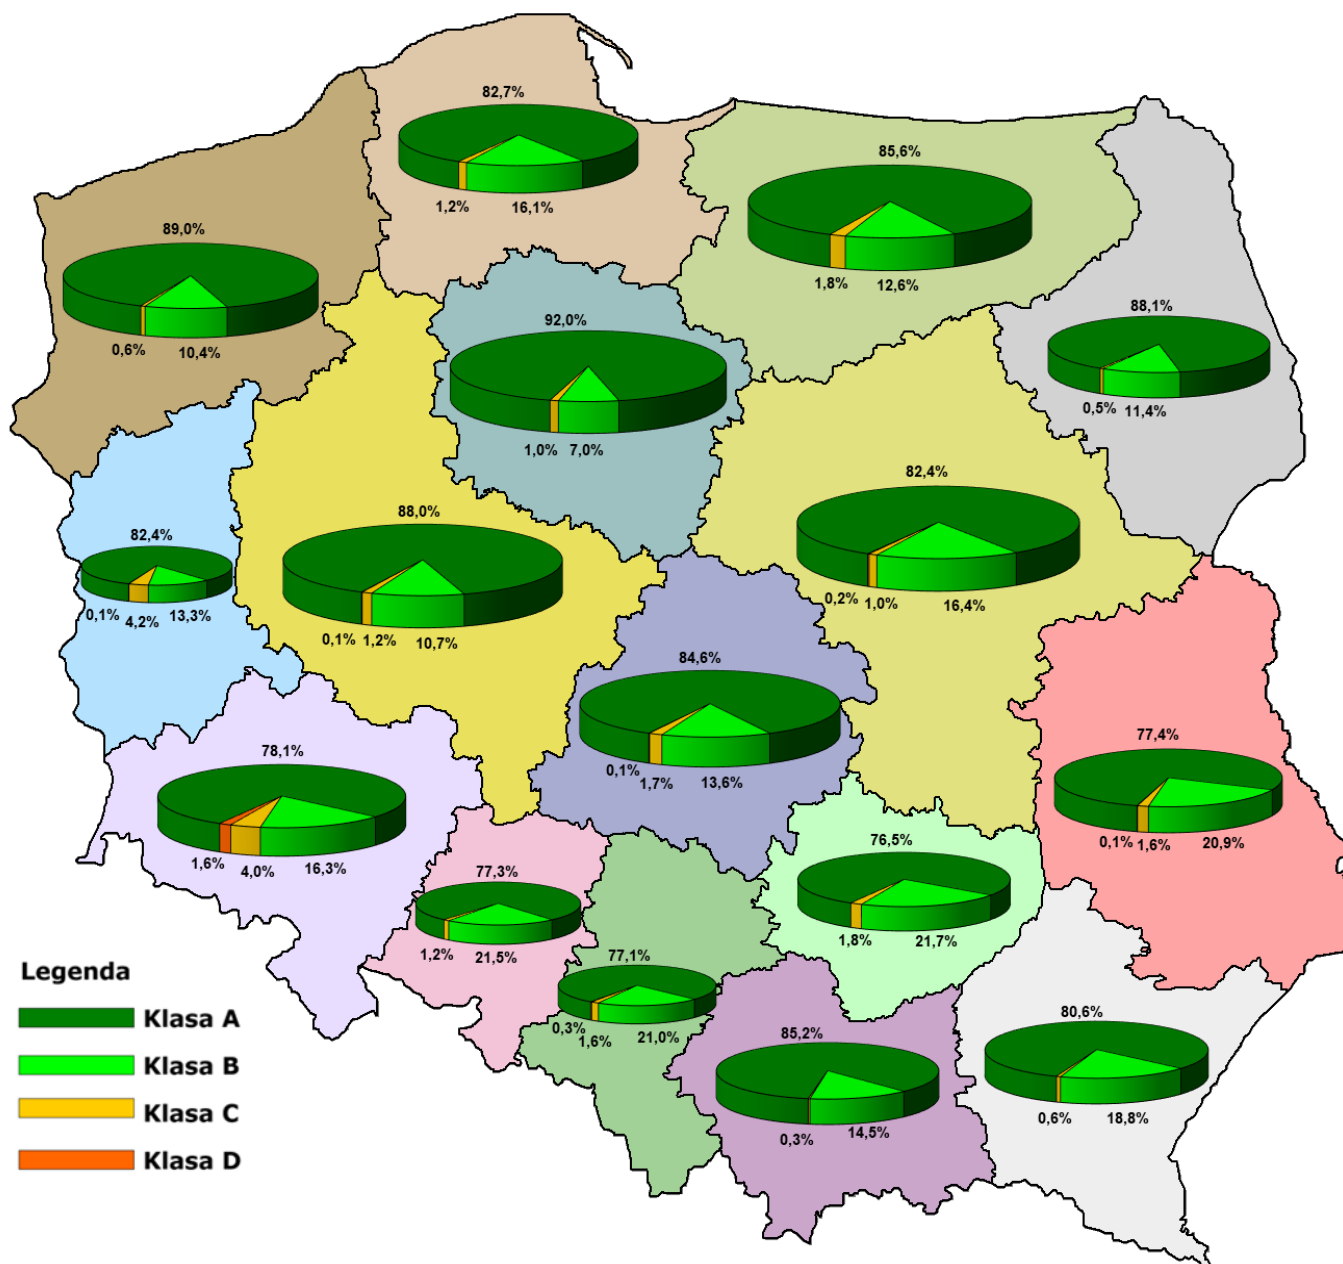 82,7%
1,2% 16,1%
85,6%
1,8% 12,6%
89,0%
0,6% 10,4%
88,1%
0,5% 11,4%
92,0%
1,0% 7,0%
82,4%
0,2% 1,0% 16,4%
88,0%
0,1% 1,2% 10,7%
82,4%
0,1% 4,2% 13,3%
84,6%
0,1% 1,7% 13,6%
78,1%
1,6% 4,0% 16,3%
77,4%
0,1% 1,6% 20,9%
76,5%
1,8% 21,7%
77,3%
1,2% 21,5%
77,1%
0,3% 1,6% 21,0%
85,2%
0,3% 14,5%
80,6%
0,6% 18,8%
Legenda
Klasa A
Klasa B
Klasa C
Klasa D